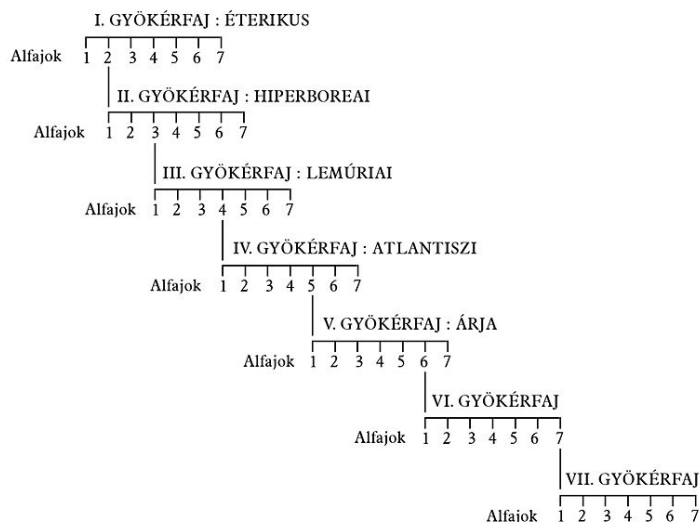 I. GYÖKÉRFAJ : ÉTERIKUS
Alfajok 1 2 3 4 5 6 7
II. GYÖKÉRFAJ : HIPERBOREAI
Alfajok 1 2 3 4 5 6 7
III. GYÖKÉRFAJ : LEMÚRIAI
Alfajok 1 2 3 4 5 6 7
IV. GYÖKÉRFAJ : ATLANTISZI
Alfajok 1 2 3 4 5 6 7
V. GYÖKÉRFAJ : ÁRJA
Alfajok 1 2 3 4 5 6 7
VI. GYÖKÉRFAJ
Alfajok 1 2 3 4 5 6 7
VII. GYÖKÉRFAJ
Alfajok 1 2 3 4 5 6 7